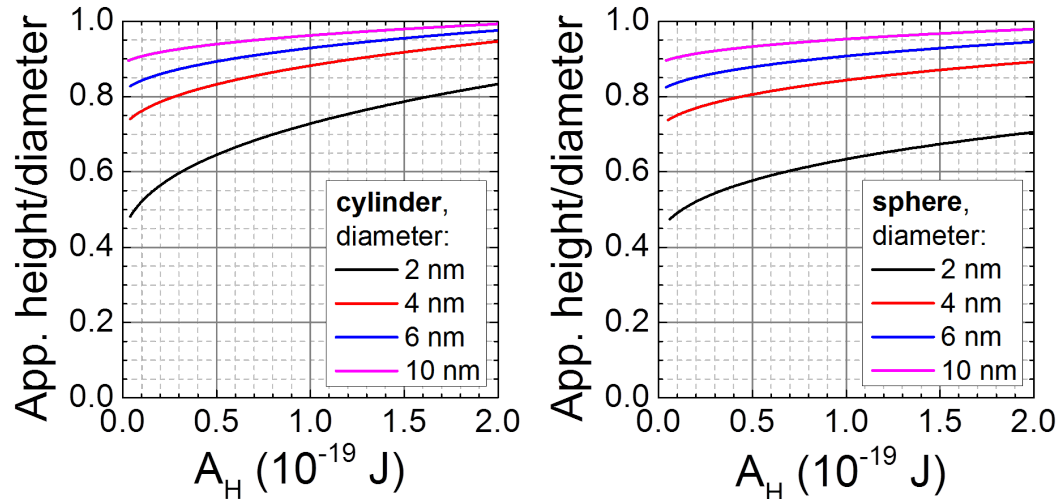 App. height/diameter
1.0
0.8
0.6
0.4
0.2
0.0
cylinder,
diameter:
2 nm
4 nm
6 nm
10 nm
0.0 0.5 1.0 1.5 2.0
A_H (10^-19 J)
App. height/diameter
1.0
0.8
0.6
0.4
0.2
0.0
sphere,
diameter:
2 nm
4 nm
6 nm
10 nm
0.0 0.5 1.0 1.5 2.0
A_H (10^-19 J)